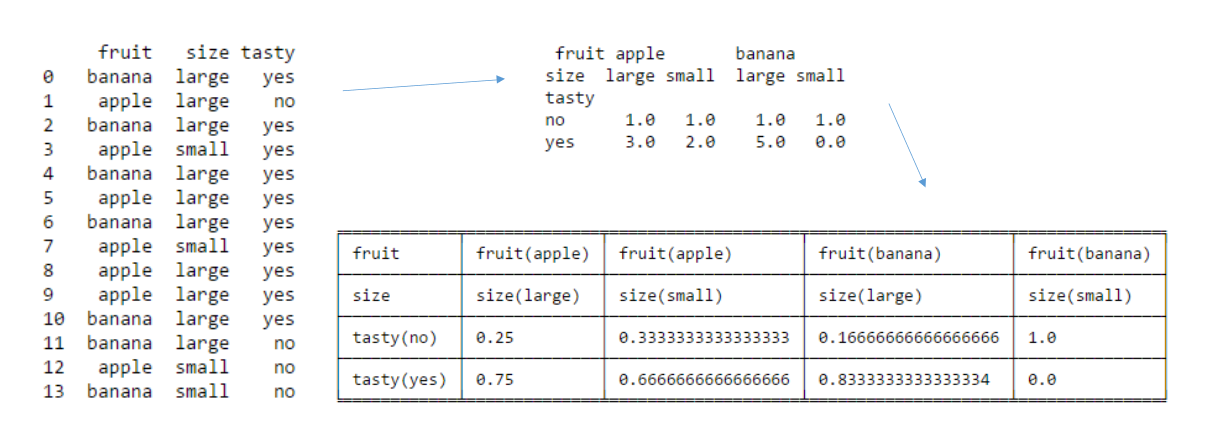 fruit size tasty
0 banana large yes
1 apple large no
2 banana large yes
3 apple small yes
4 banana large yes
5 apple large yes
6 banana large yes
7 apple small yes
8 apple large yes
9 apple large yes
10 banana large yes
11 banana large no
12 apple small no
13 banana small no
fruit apple banana
size large small large small
tasty
no 1.0 1.0 1.0 1.0
yes 3.0 2.0 5.0 0.0
fruit fruit(apple) fruit(apple) fruit(banana) fruit(banana)
size size(large) size(small) size(large) size(small)
tasty(no) 0.25 0.3333333333333333 0.16666666666666666 1.0
tasty(yes) 0.75 0.6666666666666666 0.8333333333333334 0.0